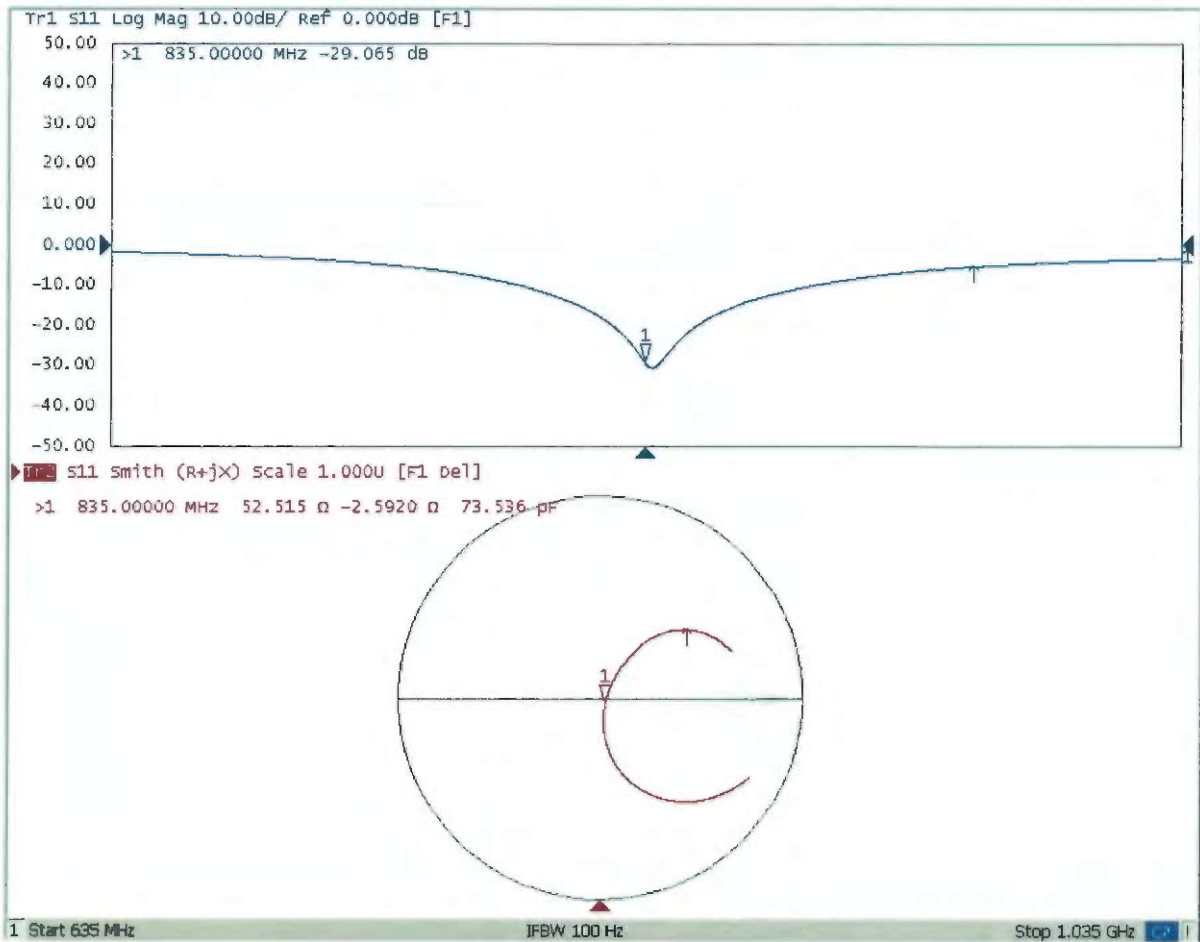 Tr1 S11 Log Mag 10.00dB/ Ref 0.000dB [F1]
50.00
>1 835.00000 MHz -29.065 dB
40.00
30.00
20.00
10.00
0.000
-10.00
-20.00
1
-30.00
-40.00
-50.00
Tr2 S11 Smith (R+jX) Scale 1.000U [F1 Del]
>1 835.00000 MHz 52.515 Ω -2.5920 Ω 73.536 pF
1
1 Start 635 MHz IFBW 100 Hz Stop 1.035 GHz C? !